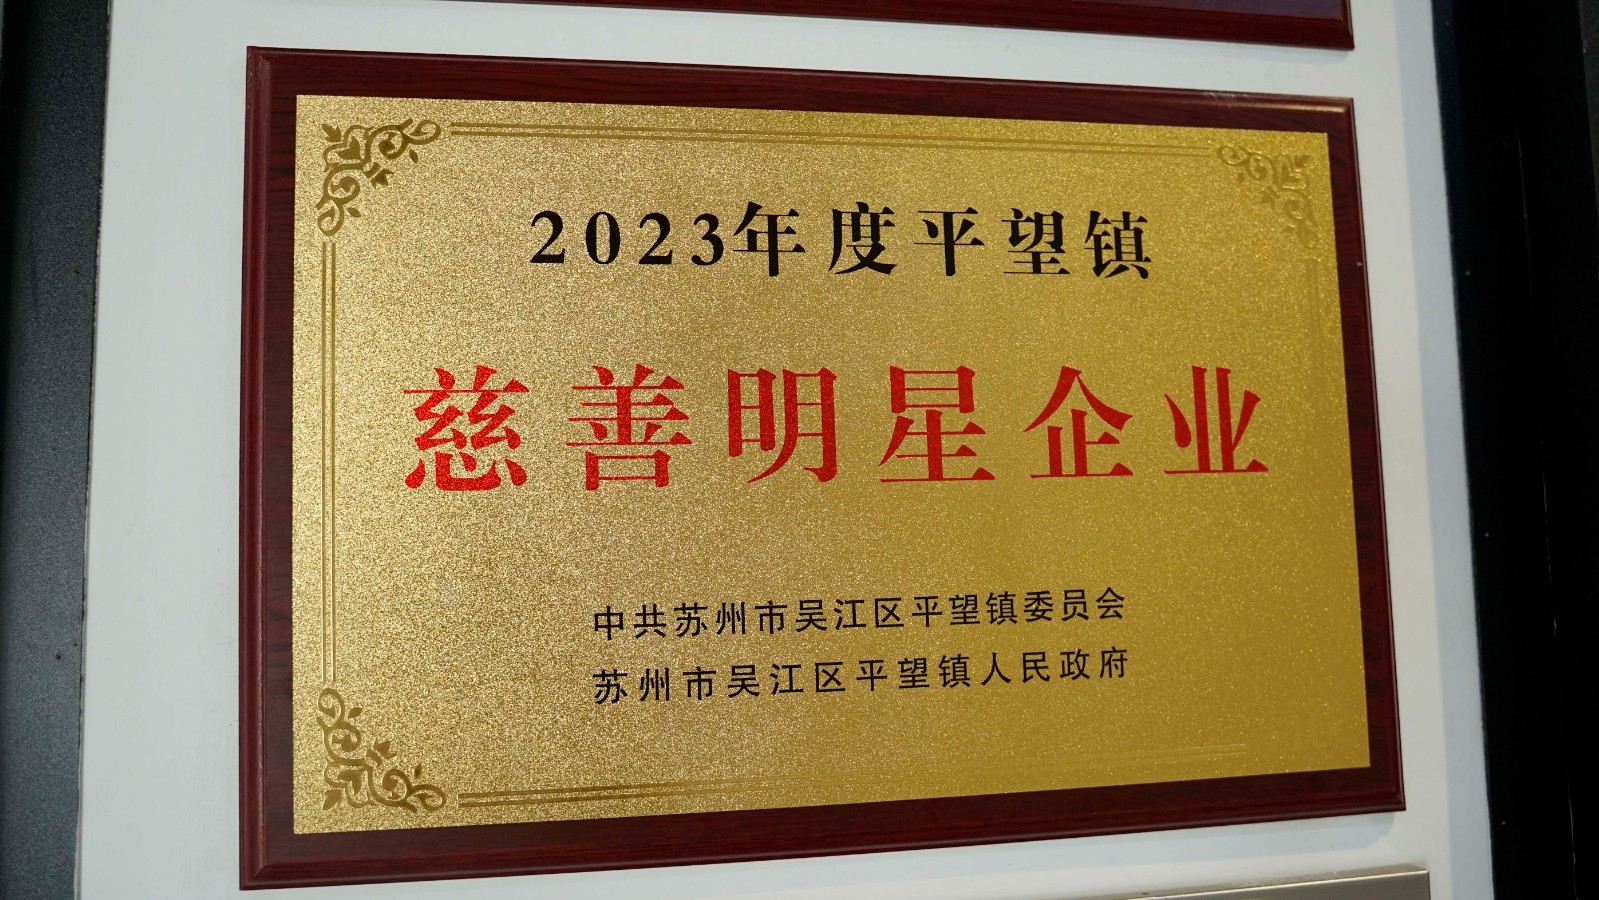 2023年度平望镇
慈善明星企业
中共苏州市吴江区平望镇委员会
苏州市吴江区平望镇人民政府